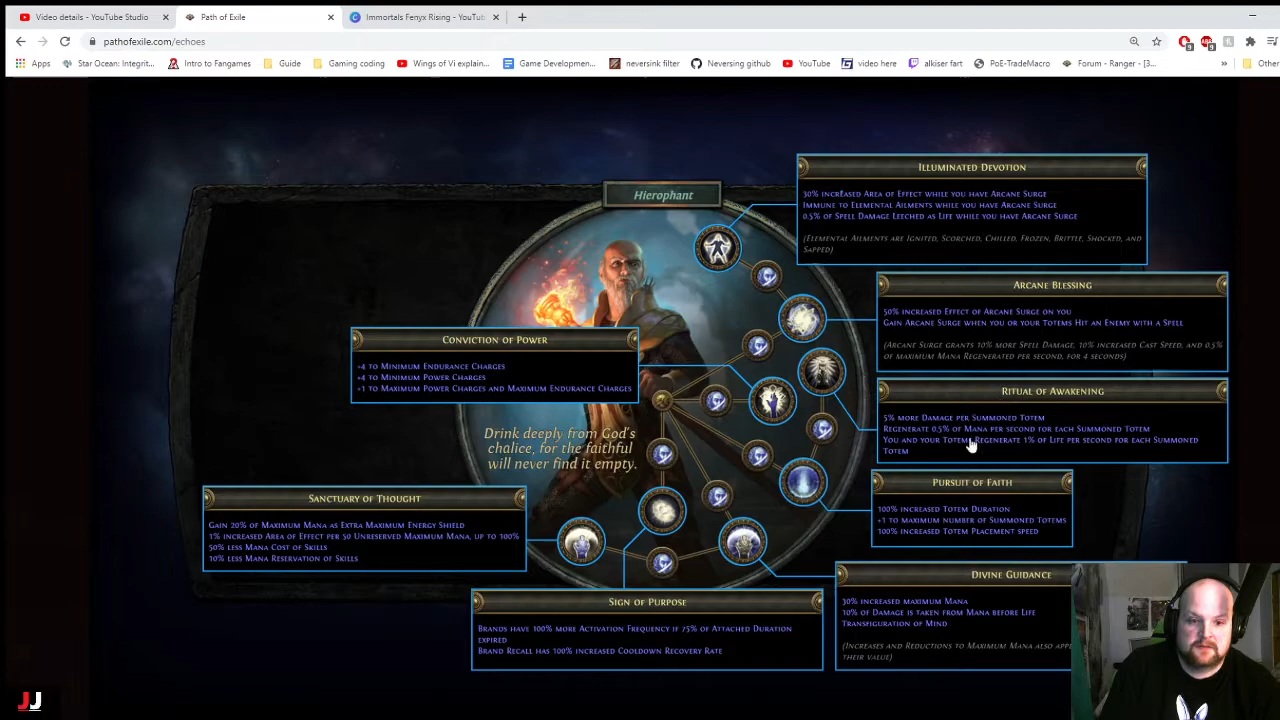 Video details - YouTube Studio
Path of Exile
Immortals Fenyx Rising - YouTub
pathofexile.com/echoes
Apps
Star Ocean: Integrit...
Intro to Fangames
Guide
Gaming coding
Wings of Vi explain...
Game Developmen...
neversink filter
Neversing github
YouTube
video here
alkiser fart
PoE-TradeMacro
Forum - Ranger - [3...
»
Other
Hierophant
Illuminated Devotion
30% increased Area of Effect while you have Arcane Surge
Immune to Elemental Ailments while you have Arcane Surge
0.5% of Spell Damage Leeched as Life while you have Arcane Surge
(Elemental Ailments are Ignited, Scorched, Chilled, Frozen, Brittle, Shocked, and
Sapped)
Arcane Blessing
50% increased Effect of Arcane Surge on you
Gain Arcane Surge when you or your Totems Hit an Enemy with a Spell
(Arcane Surge grants 10% more Spell Damage, 10% increased Cast Speed, and 0.5%
of maximum Mana Regenerated per second, for 4 seconds)
Conviction of Power
+4 to Minimum Endurance Charges
+4 to Minimum Power Charges
+1 to Maximum Power Charges and Maximum Endurance Charges
Ritual of Awakening
5% more Damage per Summoned Totem
Regenerate 0.5% of Mana per second for each Summoned Totem
You and your Totems Regenerate 1% of Life per second for each Summoned
Totem
Drink deeply from God's
chalice, for the faithful
will never find it empty.
Pursuit of Faith
100% increased Totem Duration
+1 to maximum number of Summoned Totems
100% increased Totem Placement speed
Sanctuary of Thought
Gain 20% of Maximum Mana as Extra Maximum Energy Shield
1% increased Area of Effect per 50 Unreserved Maximum Mana, up to 100%
50% less Mana Cost of Skills
10% less Mana Reservation of Skills
Divine Guidance
30% increased maximum Mana
10% of Damage is taken from Mana before Life
Transfiguration of Mind
(Increases and Reductions to Maximum Mana also app
their value)
Sign of Purpose
Brands have 100% more Activation Frequency if 75% of Attached Duration
expired
Brand Recall has 100% increased Cooldown Recovery Rate
JJ